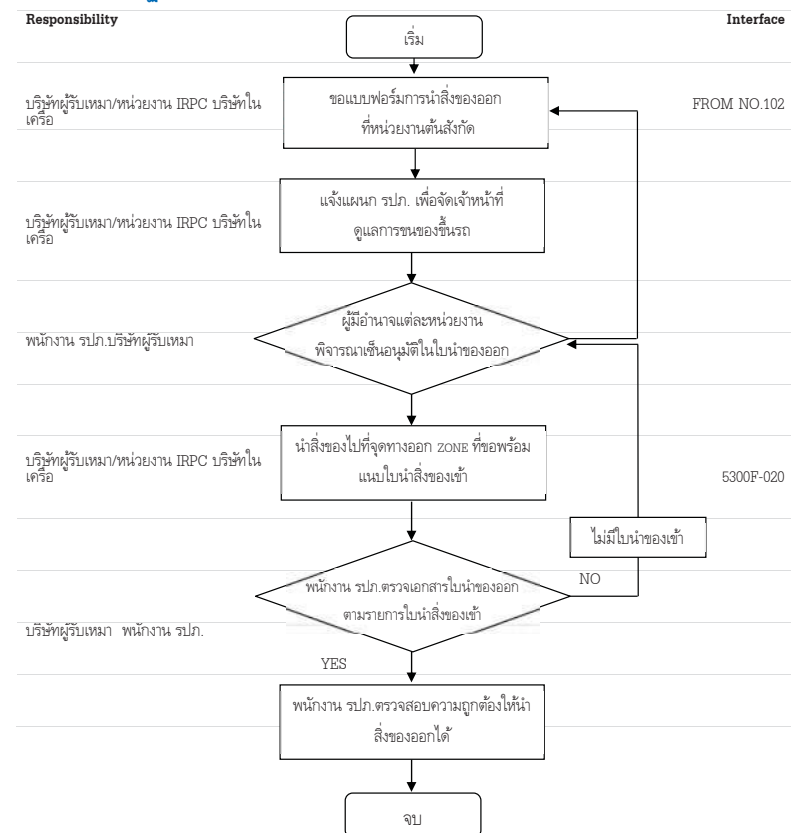 Responsibility
Interface
เริ่ม
บริษัทผู้รับเหมา/หน่วยงาน IRPC บริษัทใน
เครือ
ขอแบบฟอร์มการนำสิ่งของออก
ที่หน่วยงานต้นสังกัด
FROM NO.102
บริษัทผู้รับเหมา/หน่วยงาน IRPC บริษัทใน
เครือ
แจ้งแผนก รปภ. เพื่อจัดเจ้าหน้าที่
ดูแลการขนของขึ้นรถ
พนักงาน รปภ.บริษัทผู้รับเหมา
ผู้มีอำนาจแต่ละหน่วยงาน
พิจารณาเซ็นอนุมัติในใบนำของออก
บริษัทผู้รับเหมา/หน่วยงาน IRPC บริษัทใน
เครือ
นำสิ่งของไปที่จุดทางออก ZONE ที่ขอพร้อม
แนบใบนำสิ่งของเข้า
5300F-020
ไม่มีใบนำของเข้า
NO
พนักงาน รปภ.ตรวจเอกสารใบนำของออก
ตามรายการใบนำสิ่งของเข้า
บริษัทผู้รับเหมา พนักงาน รปภ.
YES
พนักงาน รปภ.ตรวจสอบความถูกต้องให้นำ
สิ่งของออกได้
จบ